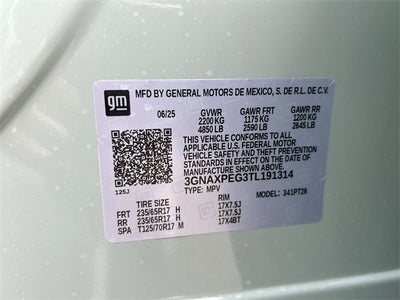 gm
MFD BY GENERAL MOTORS DE MEXICO, S. DE R.L. DE C.V.
06/25 GVWR GAWR FRT GAWR RR
2200 KG 1175 KG 1200 KG
4850 LB 2590 LB 2645 LB
THIS VEHICLE CONFORMS TO ALL
APPLICABLE U.S. FEDERAL MOTOR
VEHICLE SAFETY AND THEFT PREVENTION
STANDARDS IN EFFECT ON THE DATE OF
MANUFACTURE SHOWN ABOVE.
3GNAXPEG3TL191314
125J TYPE: MPV MODEL: 341PT26
TIRE SIZE RIM
FRT 235/65R17 H 17X7.5J
RR 235/65R17 H 17X7.5J
SPA T125/70R17 M 17X4BT